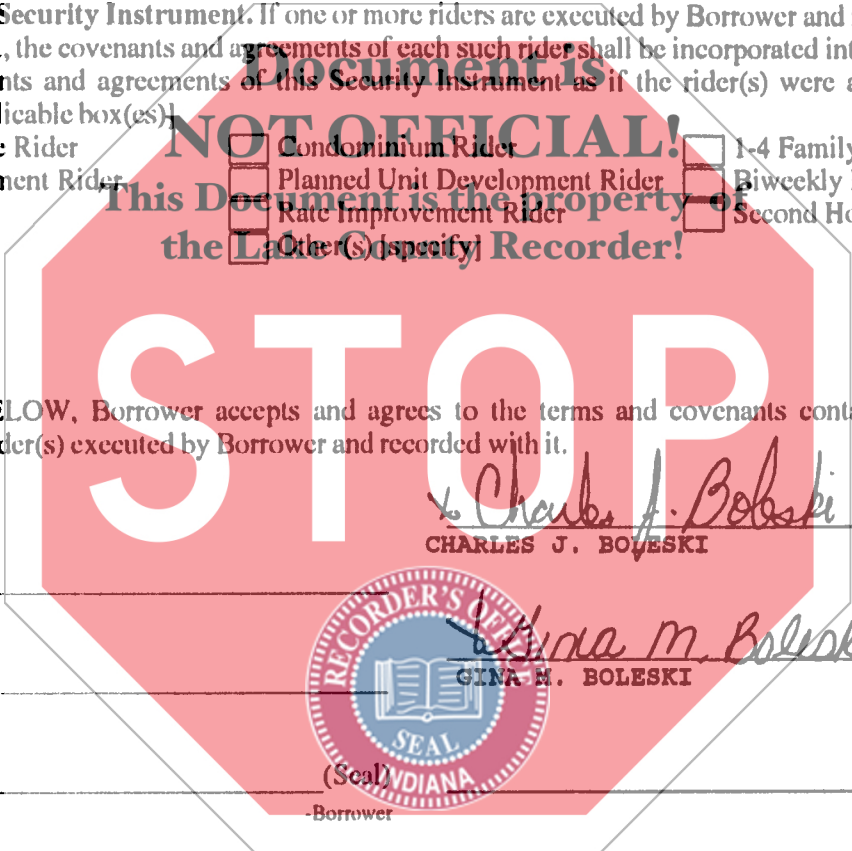 Security Instrument. If one or more riders are executed by Borrower and
, the covenants and agreements of each such rider shall be incorporated int
nts and agreements of this Security Instrument as if the rider(s) were a
licable box(es)]
Document is
NOT OFFICIAL!
This Document is the property of
the Lake County Recorder!
Rider Condominium Rider 1-4 Family
ment Rider Planned Unit Development Rider Biweekly
Rate Improvement Rider Second Ho
Other(s) [specify]
STOP
ELOW, Borrower accepts and agrees to the terms and covenants conta
der(s) executed by Borrower and recorded with it.
x Charles J. Boleski
CHARLES J. BOLESKI
x Gina M. Bolesk
GINA M. BOLESKI
RECORDER'S OFFICE
SEAL
INDIANA
(Seal)
-Borrower